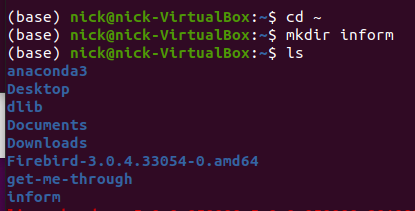 (base) nick@nick-VirtualBox:~$ cd ~
(base) nick@nick-VirtualBox:~$ mkdir inform
(base) nick@nick-VirtualBox:~$ ls
anaconda3
Desktop
dlib
Documents
Downloads
Firebird-3.0.4.33054-0.amd64
get-me-through
inform